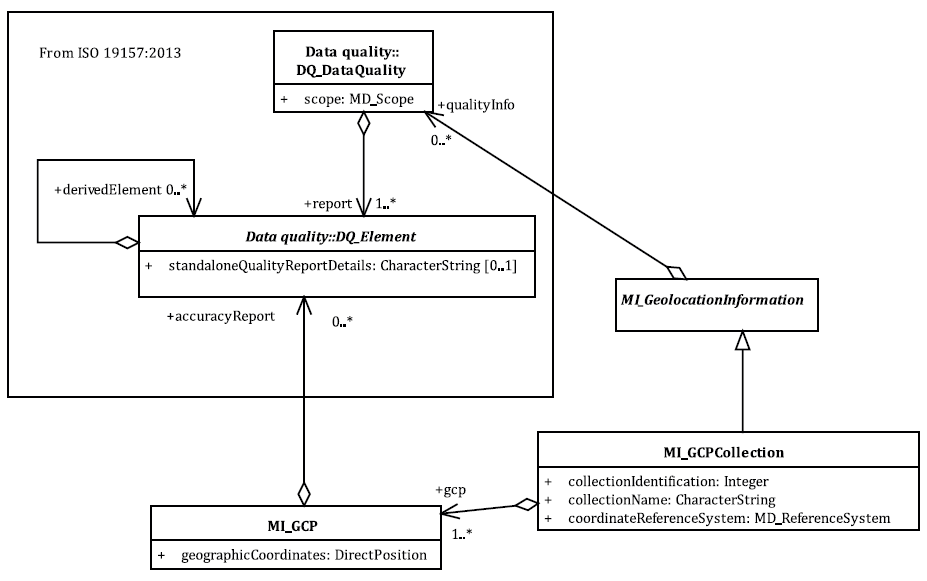 From ISO 19157:2013
Data quality::
DQ_DataQuality
+ scope: MD_Scope
+qualityInfo
0..*
+derivedElement 0..*
+report 1..*
Data quality::DQ_Element
+ standaloneQualityReportDetails: CharacterString [0..1]
+accuracyReport
0..*
MI_GeolocationInformation
MI_GCPCollection
+ collectionIdentification: Integer
+ collectionName: CharacterString
+ coordinateReferenceSystem: MD_ReferenceSystem
+gcp
1..*
MI_GCP
+ geographicCoordinates: DirectPosition